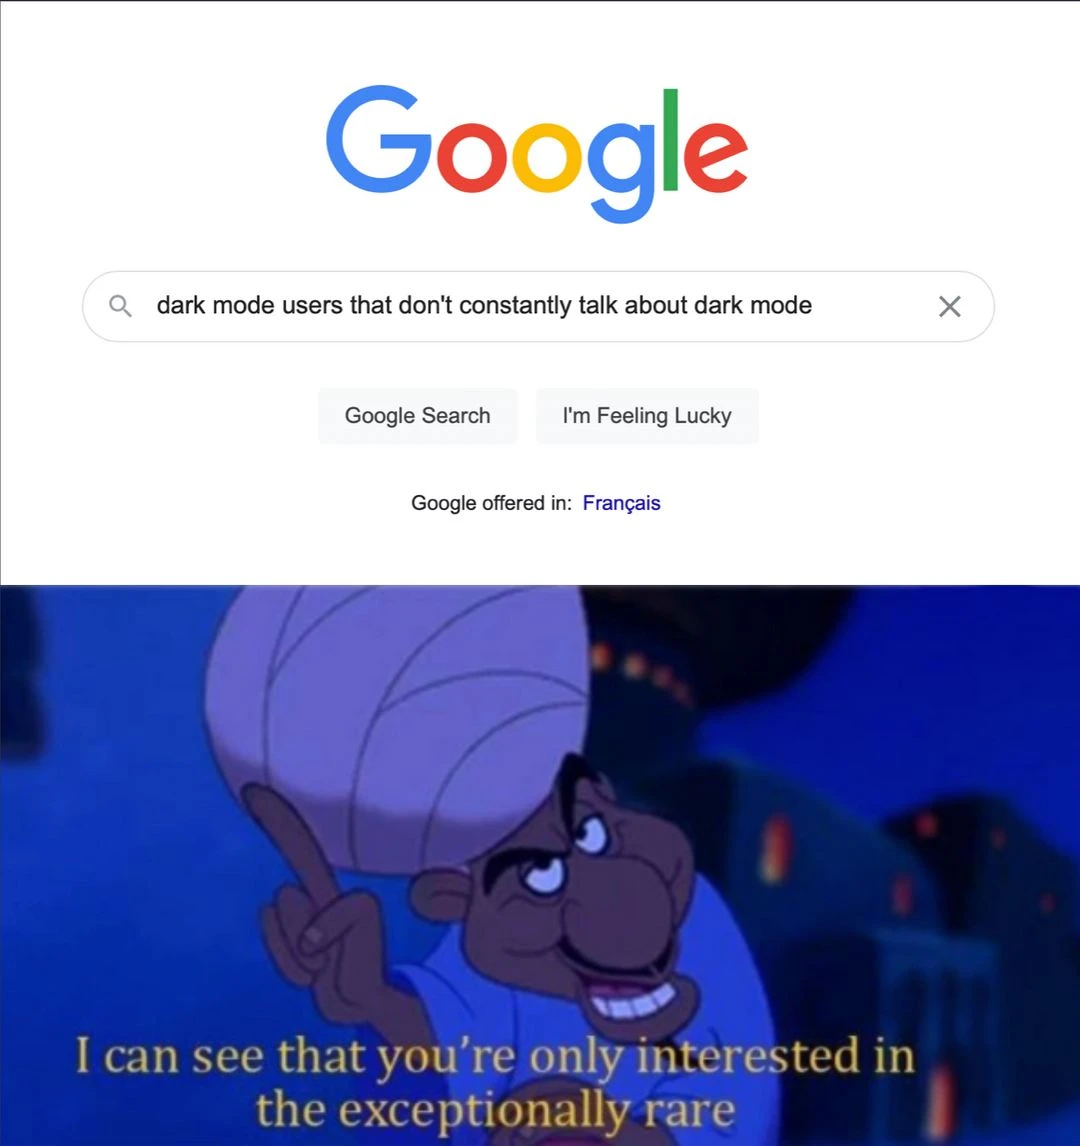 Google
dark mode users that don't constantly talk about dark mode
Google Search I'm Feeling Lucky
Google offered in: Français
I can see that you’re only interested in
the exceptionally rare